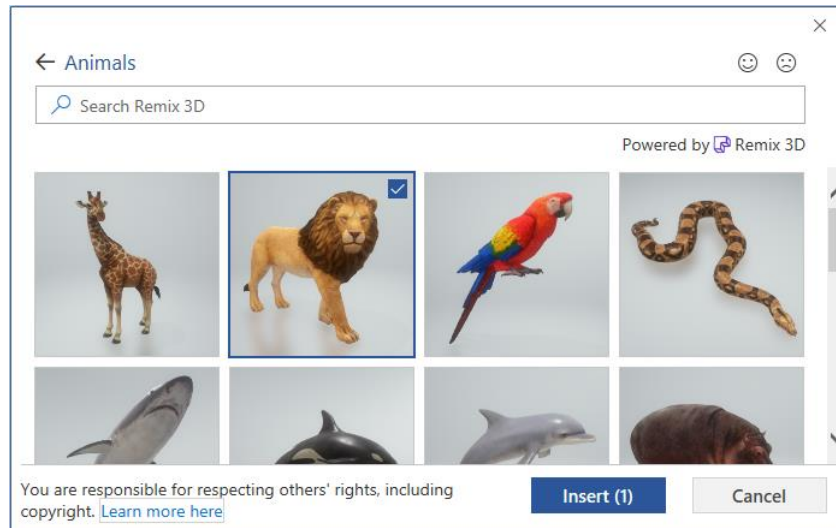 Animals
Search Remix 3D
Powered by Remix 3D
You are responsible for respecting others' rights, including
copyright. Learn more here
Insert (1)
Cancel